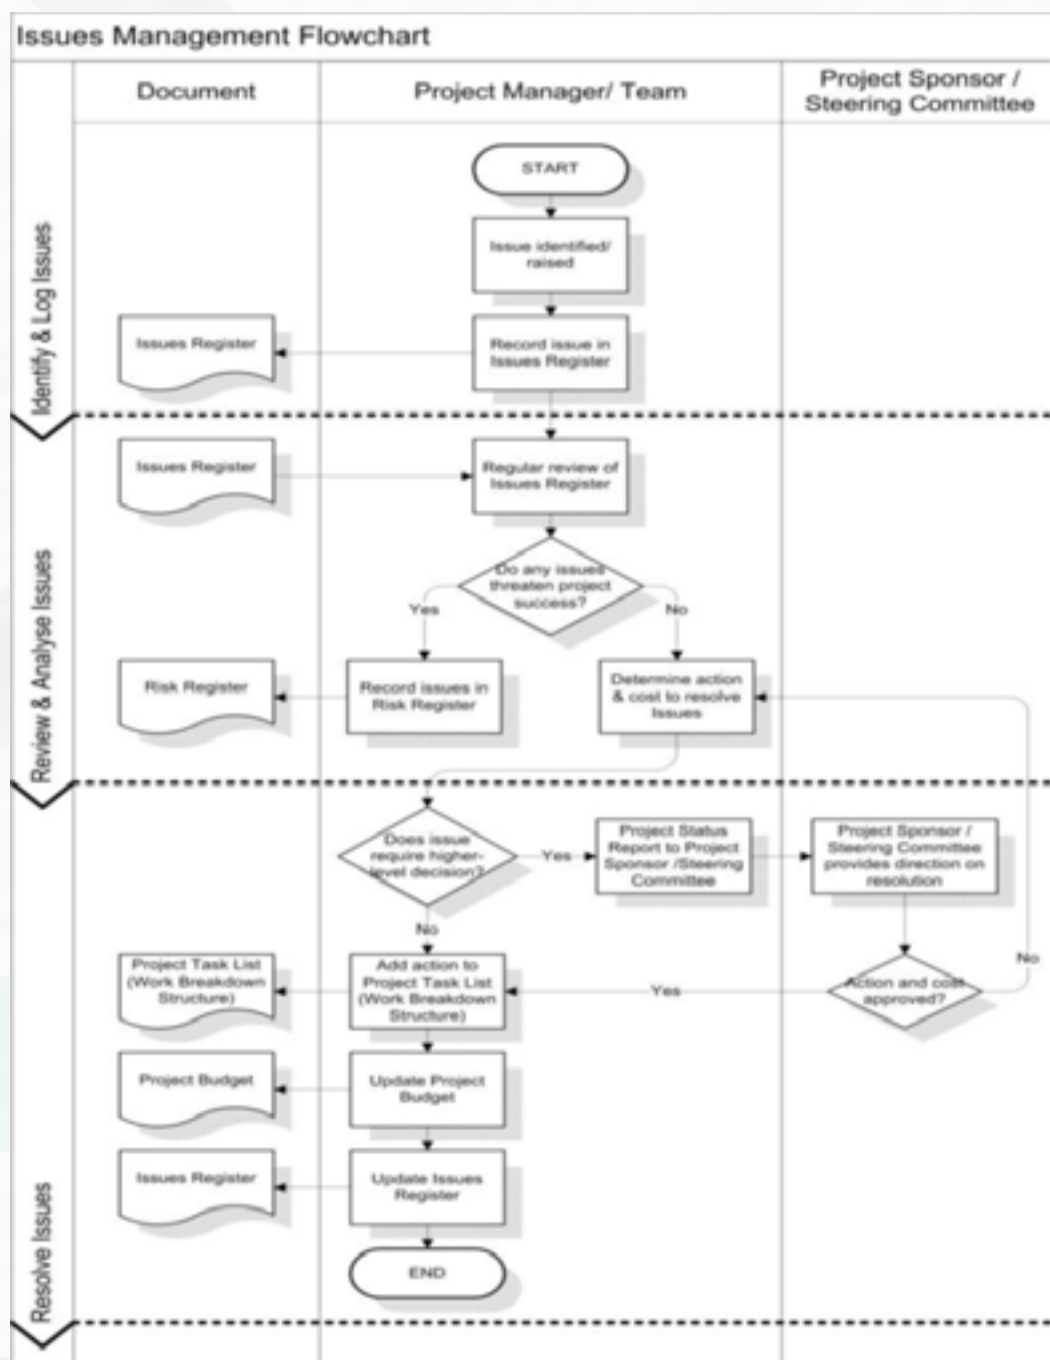 Issues Management Flowchart
Document
Project Manager/ Team
Project Sponsor /
Steering Committee
Identify & Log Issues
START
Issue identified/
raised
Issues Register
Record issue in
Issues Register
Review & Analyse Issues
Issues Register
Regular review of
Issues Register
Do any issues
threaten project
success?
Yes
No
Risk Register
Record issues in
Risk Register
Determine action
& cost to resolve
Issues
Resolve Issues
Does issue
require higher-
level decision?
Yes
Project Status
Report to Project
Sponsor /Steering
Committee
Project Sponsor /
Steering Committee
provides direction on
resolution
No
No
Project Task List
(Work Breakdown
Structure)
Add action to
Project Task List
(Work Breakdown
Structure)
Yes
Action and cost
approved?
Project Budget
Update Project
Budget
Issues Register
Update Issues
Register
END